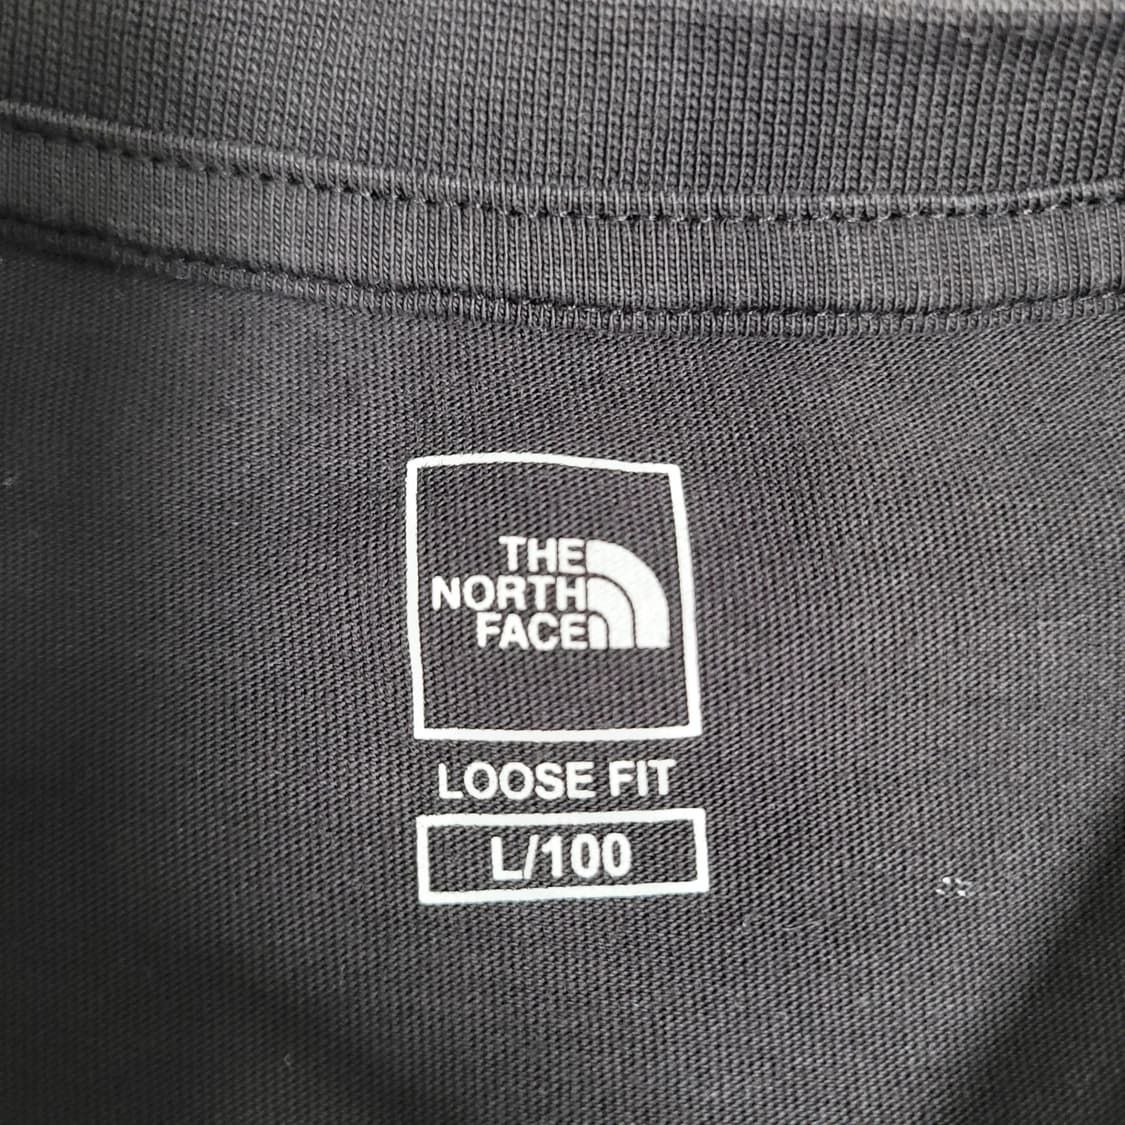 THE
NORTH
FACE
LOOSE FIT
L/100